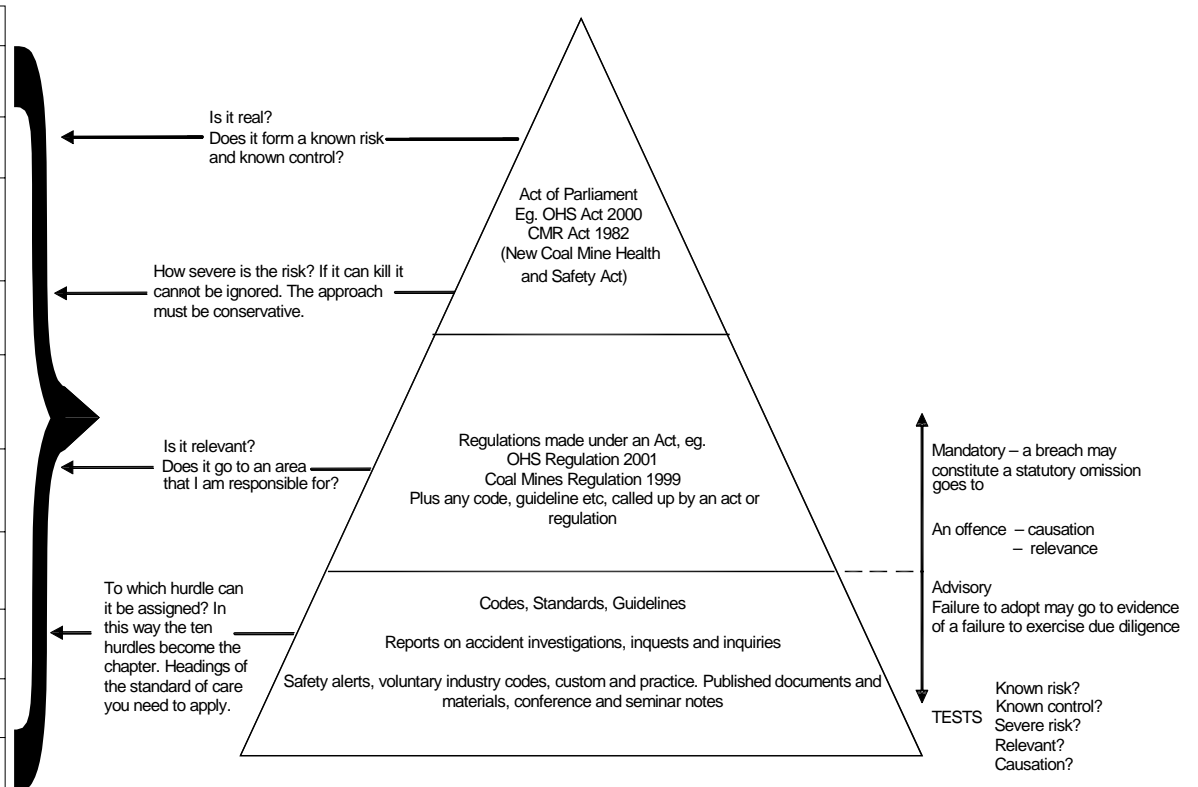 Is it real?
Does it form a known risk
and known control?
How severe is the risk? If it can kill it
cannot be ignored. The approach
must be conservative.
Is it relevant?
Does it go to an area
that I am responsible for?
To which hurdle can
it be assigned? In
this way the ten
hurdles become the
chapter. Headings of
the standard of care
you need to apply.
Act of Parliament
Eg. OHS Act 2000
CMR Act 1982
(New Coal Mine Health
and Safety Act)
Regulations made under an Act, eg.
OHS Regulation 2001
Coal Mines Regulation 1999
Plus any code, guideline etc, called up by an act or
regulation
Codes, Standards, Guidelines
Reports on accident investigations, inquests and inquiries
Safety alerts, voluntary industry codes, custom and practice. Published documents and
materials, conference and seminar notes
Mandatory – a breach may
constitute a statutory omission
goes to
An offence – causation
– relevance
Advisory
Failure to adopt may go to evidence
of a failure to exercise due diligence
TESTS
Known risk?
Known control?
Severe risk?
Relevant?
Causation?